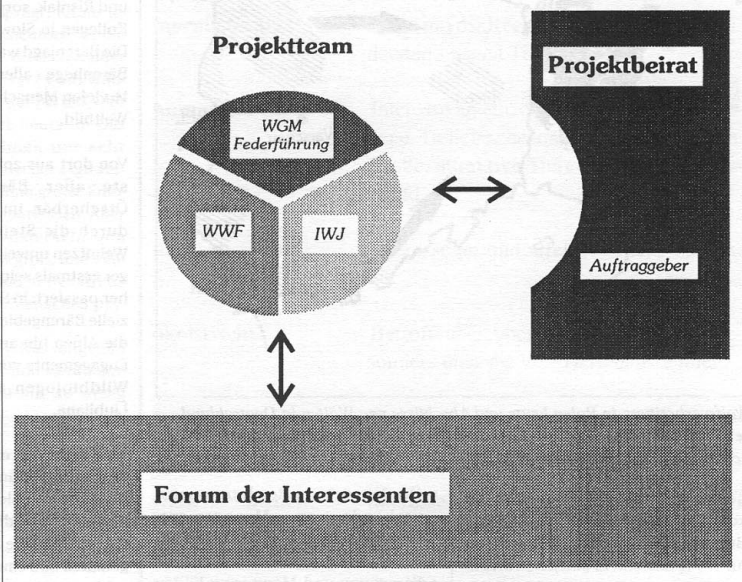 Projektteam
Projektbeirat
WGM
Federführung
WWF
IWJ
Auftraggeber
Forum der Interessenten